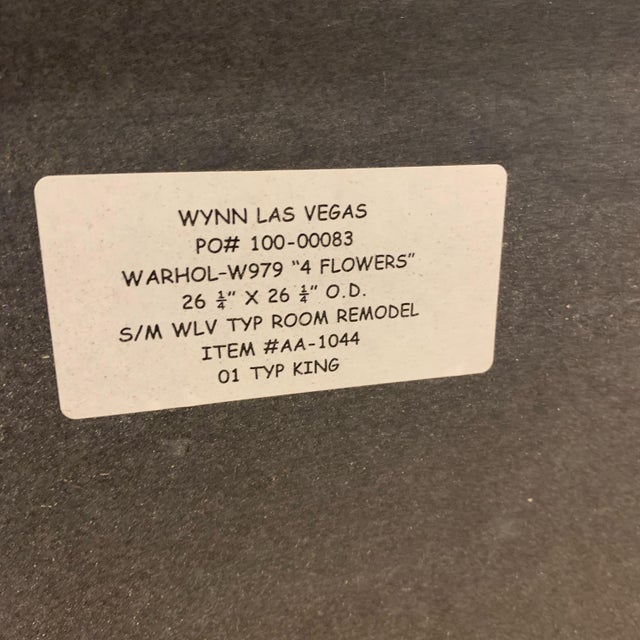 WYNN LAS VEGAS
PO# 100-00083
WARHOL-W979 "4 FLOWERS"
26 ¼" X 26 ¼" O.D.
S/M WLV TYP ROOM REMODEL
ITEM #AA-1044
01 TYP KING